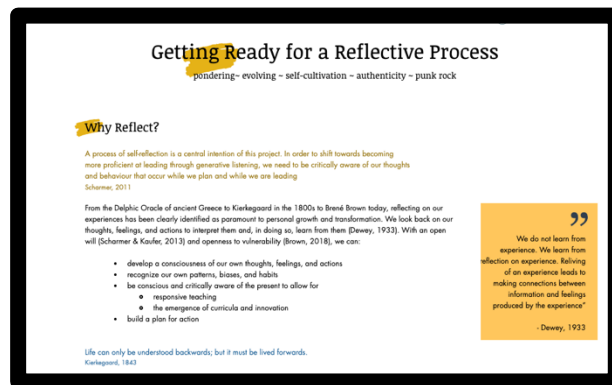 Getting Ready for a Reflective Process
pondering~ evolving ~ self-cultivation ~ authenticity ~ punk rock
Why Reflect?
A process of self-reflection is a central intention of this project. In order to shift towards becoming
more proficient at leading through generative listening, we need to be critically aware of our thoughts
and behaviour that occur while we plan and while we are leading
Scharmer, 2011
From the Delphic Oracle of ancient Greece to Kierkegaard in the 1800s to Brené Brown today, reflecting on our
experiences has been clearly identified as paramount to personal growth and transformation. We look back on our
thoughts, feelings, and actions to interpret them and, in doing so, learn from them (Dewey, 1933). With an open
will (Scharmer & Kaufer, 2013) and openness to vulnerability (Brown, 2018), we can:
• develop a consciousness of our own thoughts, feelings, and actions
• recognize our own patterns, biases, and habits
• be conscious and critically aware of the present to allow for
o responsive teaching
o the emergence of curricula and innovation
• build a plan for action
Life can only be understood backwards; but it must be lived forwards.
Kierkegaard, 1843
”
We do not learn from
experience. We learn from
reflection on experience. Reliving
of an experience leads to
making connections between
information and feelings
produced by the experience"
- Dewey, 1933